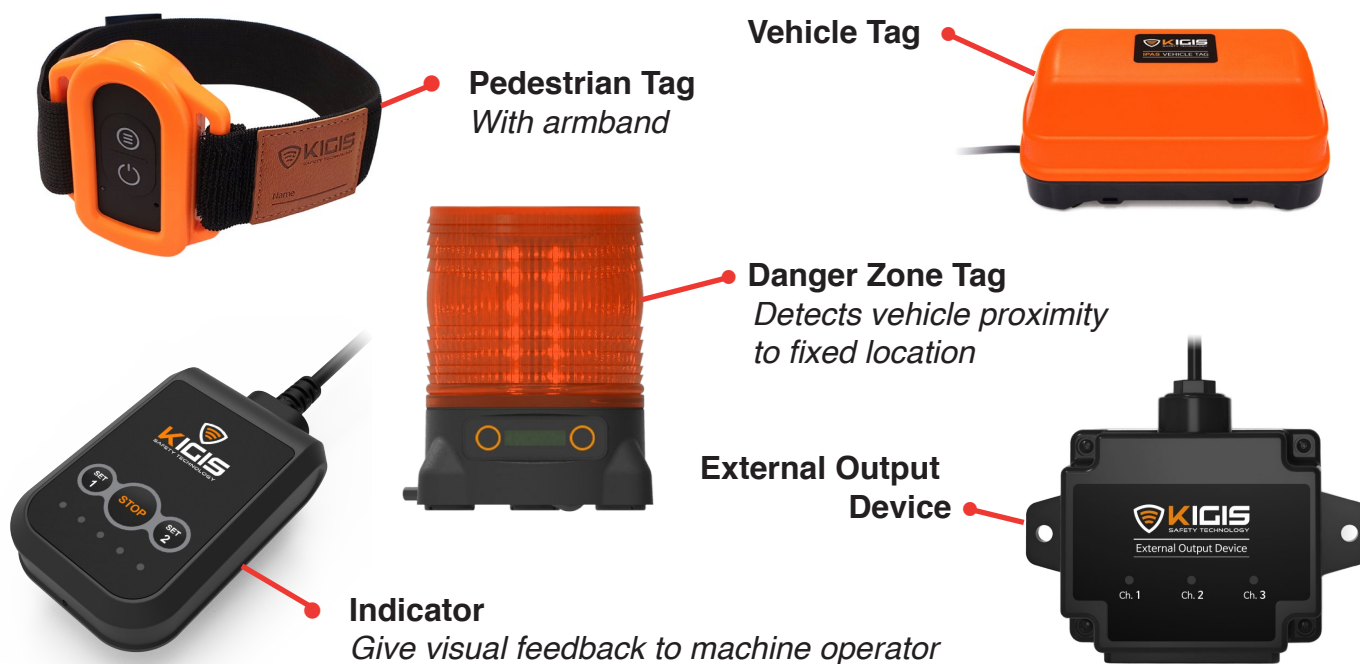 Vehicle Tag
KIGIS
iPAS VEHICLE TAG
Pedestrian Tag
With armband
KIGIS
SAFETY TECHNOLOGY
Name
Danger Zone Tag
Detects vehicle proximity
to fixed location
KIGIS
SAFETY TECHNOLOGY
SET
1
STOP
SET
2
External Output
Device
KIGIS
SAFETY TECHNOLOGY
External Output Device
Ch. 1 Ch. 2 Ch. 3
Indicator
Give visual feedback to machine operator